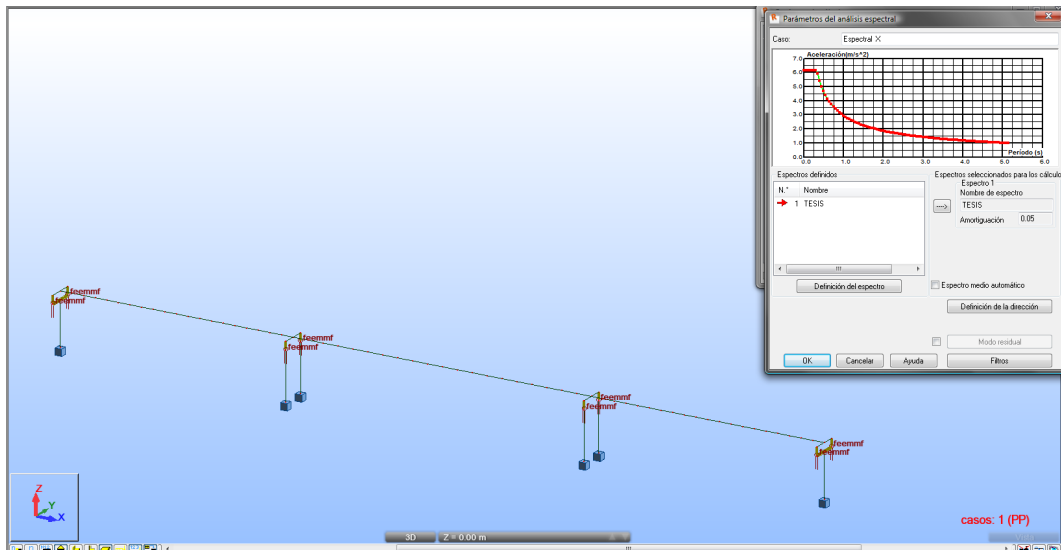 Parámetros del análisis espectral
Caso: Espectral X
Aceleración(m/s^2)
7.0
6.0
5.0
4.0
3.0
2.0
1.0
0.0
Período (s)
0.0 1.0 2.0 3.0 4.0 5.0 6.0
Espectros definidos
N.° Nombre
1 TESIS
Definición del espectro
Espectros seleccionados para los cálculo
Espectro 1
Nombre de espectro
--->
TESIS
Amortiguación 0.05
Espectro medio automático
Definición de la dirección
Modo residual
OK Cancelar Ayuda Filtros
feemmf
feemmf
feemmf
feemmf
feemmf
feemmf
feemmf
feemmf
Z
Y
X
casos: 1 (PP)
3D Z = 0.00 m